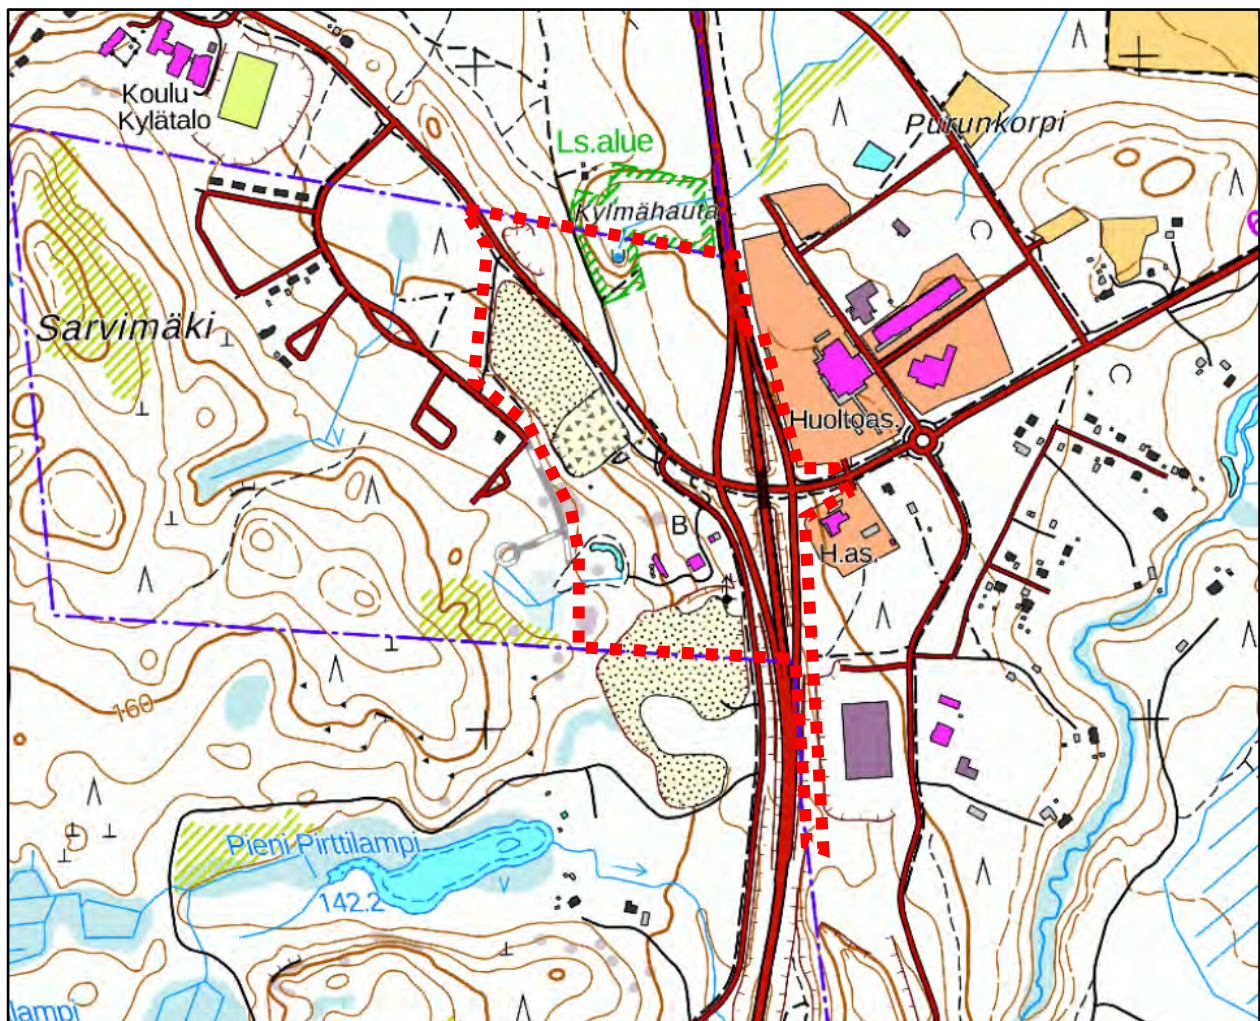 Koulu
Kylätalo
Ls.alue
Purunkorpi
Kylmähauta
Sarvimäki
Huoltoas.
B
H.as.
160
Pieni Pirttilampi
142.2
lampi